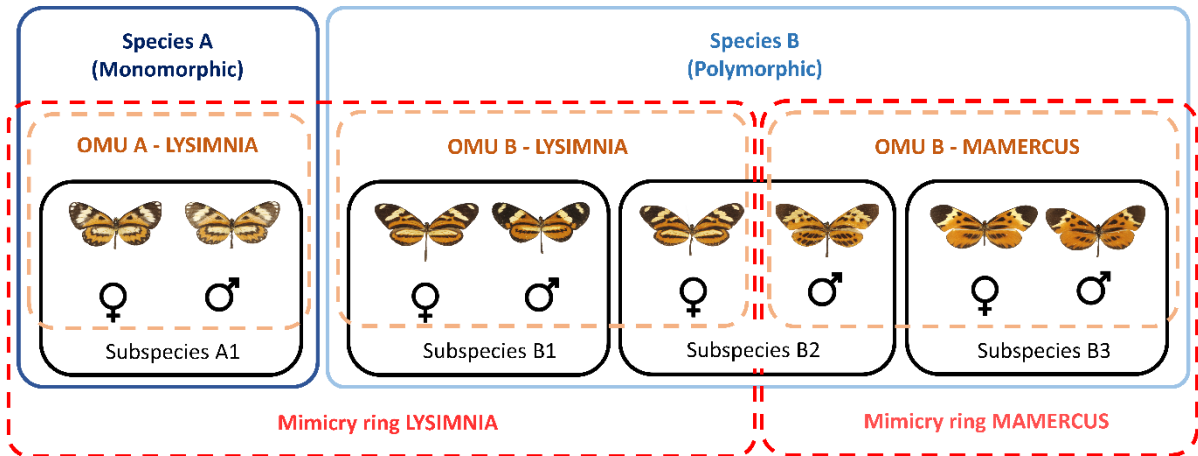 Species A
(Monomorphic)
Species B
(Polymorphic)
OMU A - LYSIMNIA
OMU B - LYSIMNIA
OMU B - MAMERCUS
♀ ♂ ♀ ♂ ♀ ♂ ♀ ♂
Subspecies A1
Subspecies B1
Subspecies B2
Subspecies B3
Mimicry ring LYSIMNIA
Mimicry ring MAMERCUS